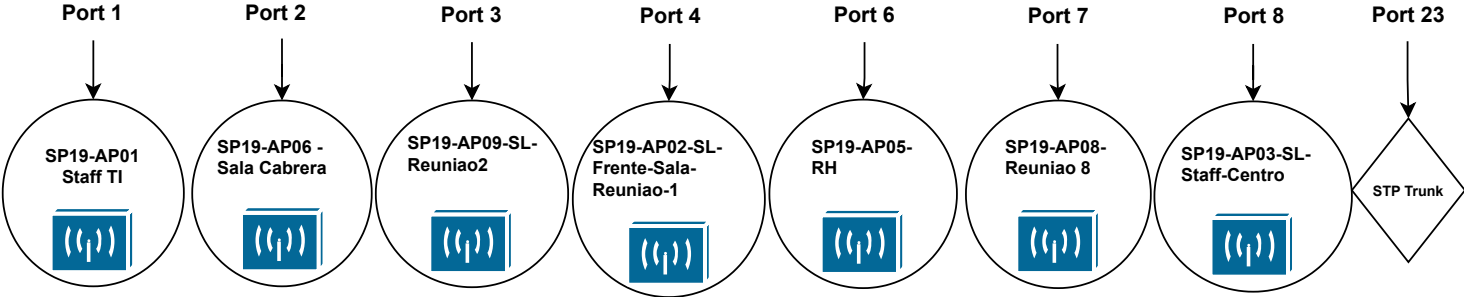 Port 1
Port 2
Port 3
Port 4
Port 6
Port 7
Port 8
Port 23
SP19-AP01
Staff TI
SP19-AP06 -
Sala Cabrera
SP19-AP09-SL-
Reuniao2
SP19-AP02-SL-
Frente-Sala-
Reuniao-1
SP19-AP05-
RH
SP19-AP08-
Reuniao 8
SP19-AP03-SL-
Staff-Centro
STP Trunk